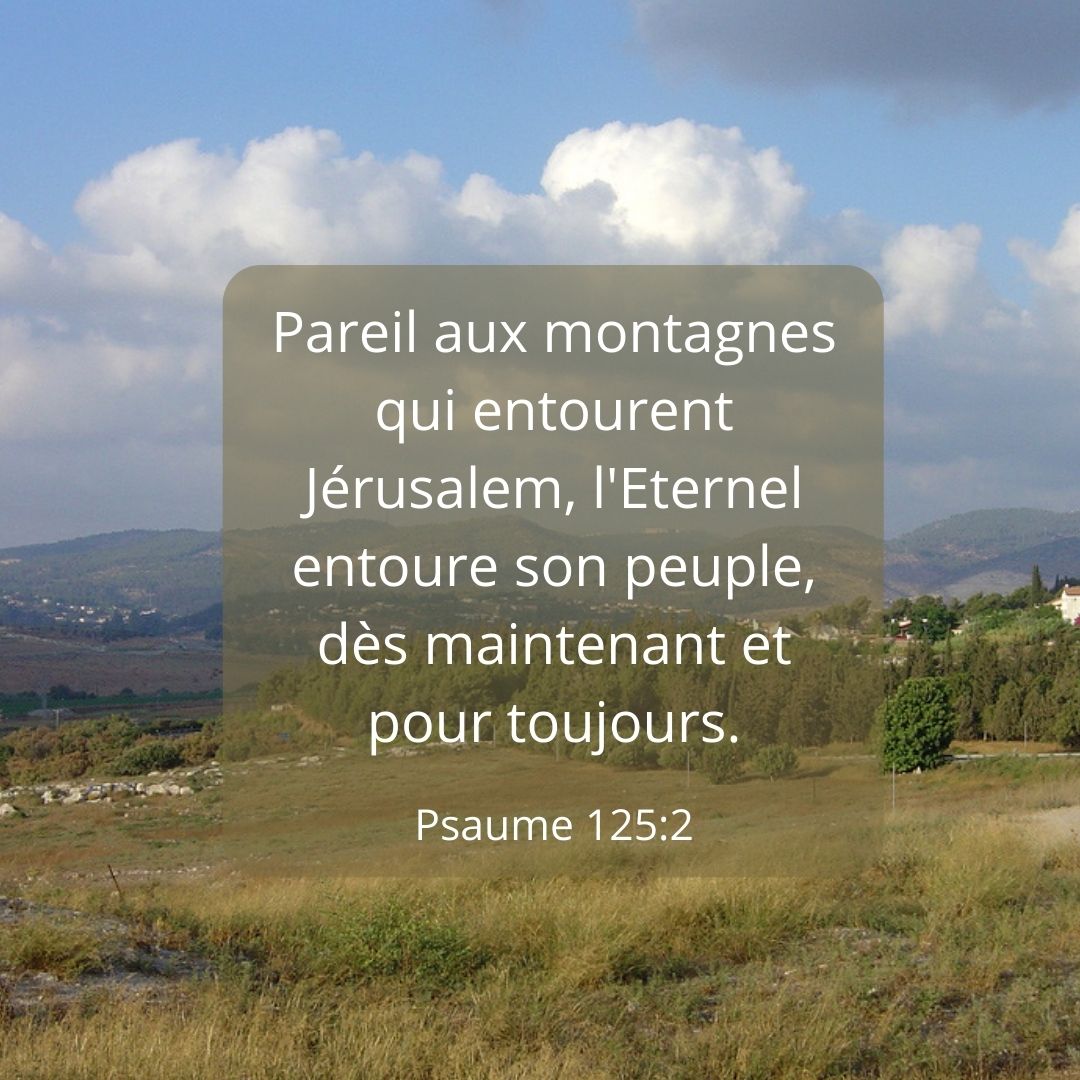 Pareil aux montagnes
qui entourent
Jérusalem, l'Eternel
entoure son peuple,
dès maintenant et
pour toujours.
Psaume 125:2